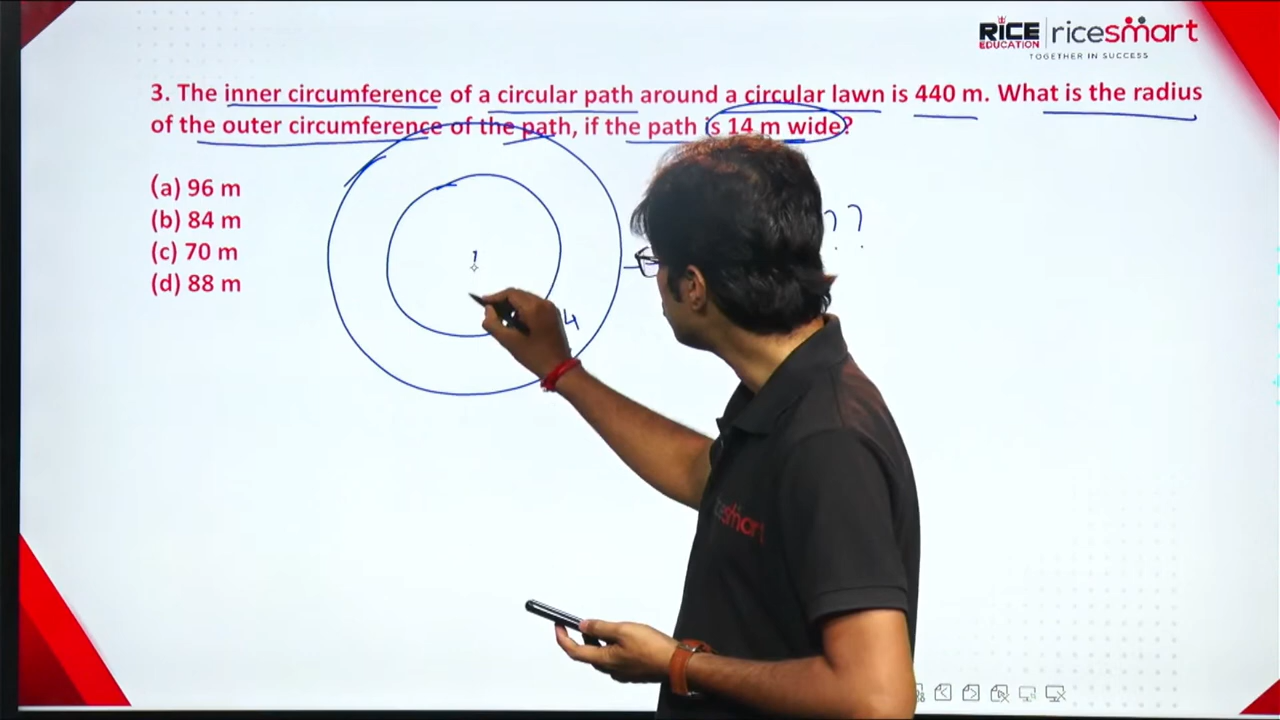 RICE EDUCATION ricesmart
TOGETHER IN SUCCESS
3. The inner circumference of a circular path around a circular lawn is 440 m. What is the radius
of the outer circumference of the path, if the path is 14 m wide?
(a) 96 m
(b) 84 m
(c) 70 m
(d) 88 m
? ?
4